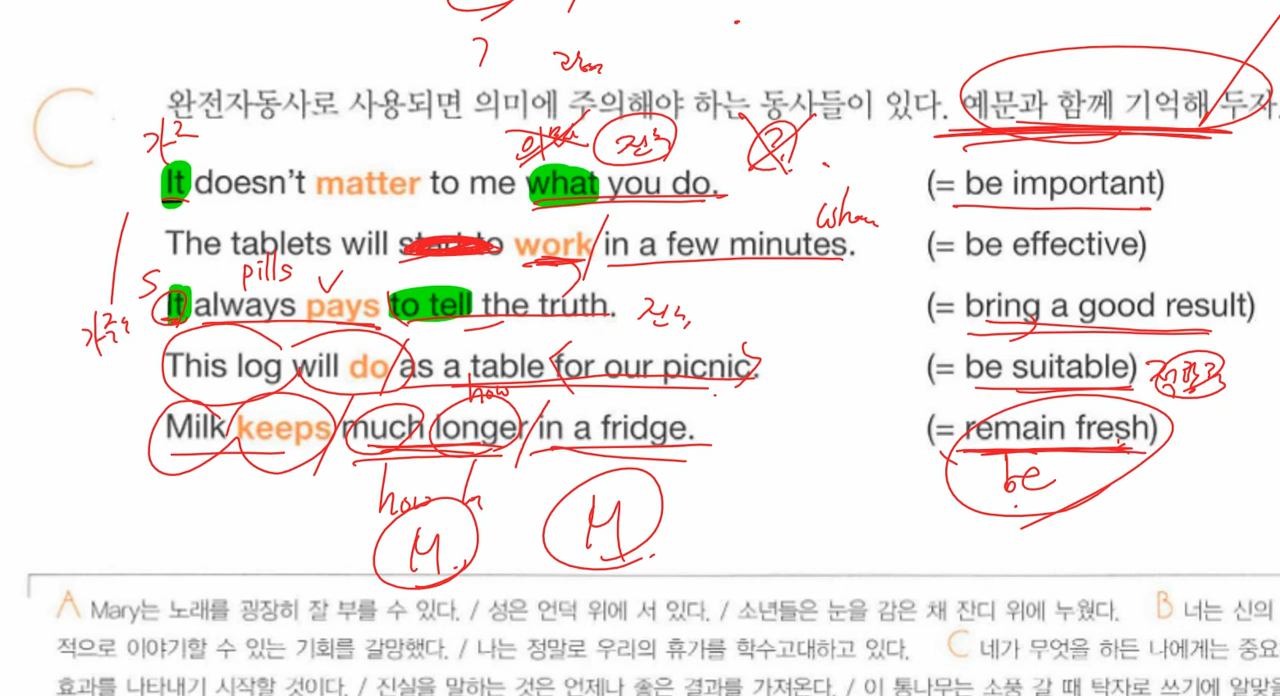 완전자동사로 사용되면 의미에 주의해야 하는 동사들이 있다. 예문과 함께 기억해 두자.
It doesn't matter to me what you do. (= be important)
The tablets will start to work in a few minutes. (= be effective)
pills
S
It always pays to tell the truth. (= bring a good result)
This log will do as a table for our picnic. (= be suitable)
how
Milk keeps much longer in a fridge. (= remain fresh)
how
be
M
M
A Mary는 노래를 굉장히 잘 부를 수 있다. / 성은 언덕 위에 서 있다. / 소년들은 눈을 감은 채 잔디 위에 누웠다. B 너는 신의
적으로 이야기할 수 있는 기회를 갈망했다. / 나는 정말로 우리의 휴가를 학수고대하고 있다. C 네가 무엇을 하든 나에게는 중요
효과를 나타내기 시작할 것이다. / 진실을 말하는 것은 언제나 좋은 결과를 가져온다. / 이 통나무는 소풍 갈 때 탁자로 쓰기에 알맞은